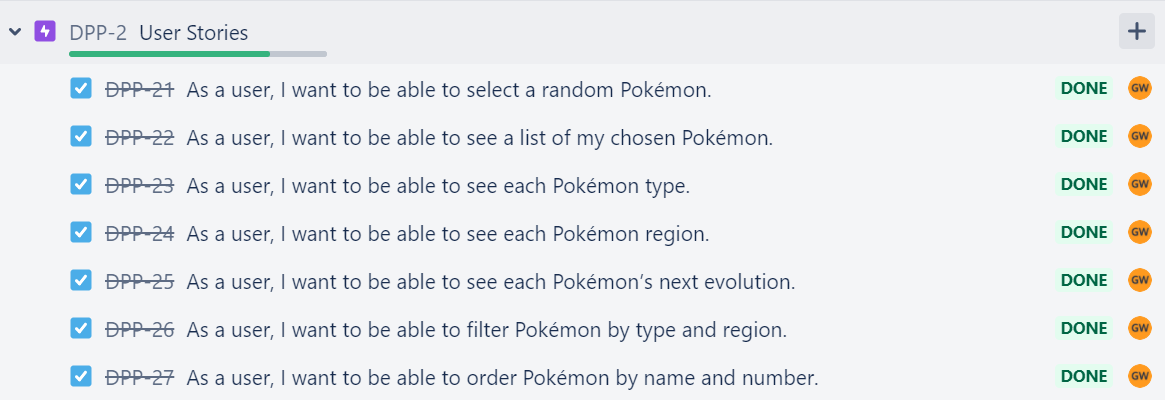 DPP-2 User Stories
DPP-21 As a user, I want to be able to select a random Pokémon. DONE GW
DPP-22 As a user, I want to be able to see a list of my chosen Pokémon. DONE GW
DPP-23 As a user, I want to be able to see each Pokémon type. DONE GW
DPP-24 As a user, I want to be able to see each Pokémon region. DONE GW
DPP-25 As a user, I want to be able to see each Pokémon’s next evolution. DONE GW
DPP-26 As a user, I want to be able to filter Pokémon by type and region. DONE GW
DPP-27 As a user, I want to be able to order Pokémon by name and number. DONE GW